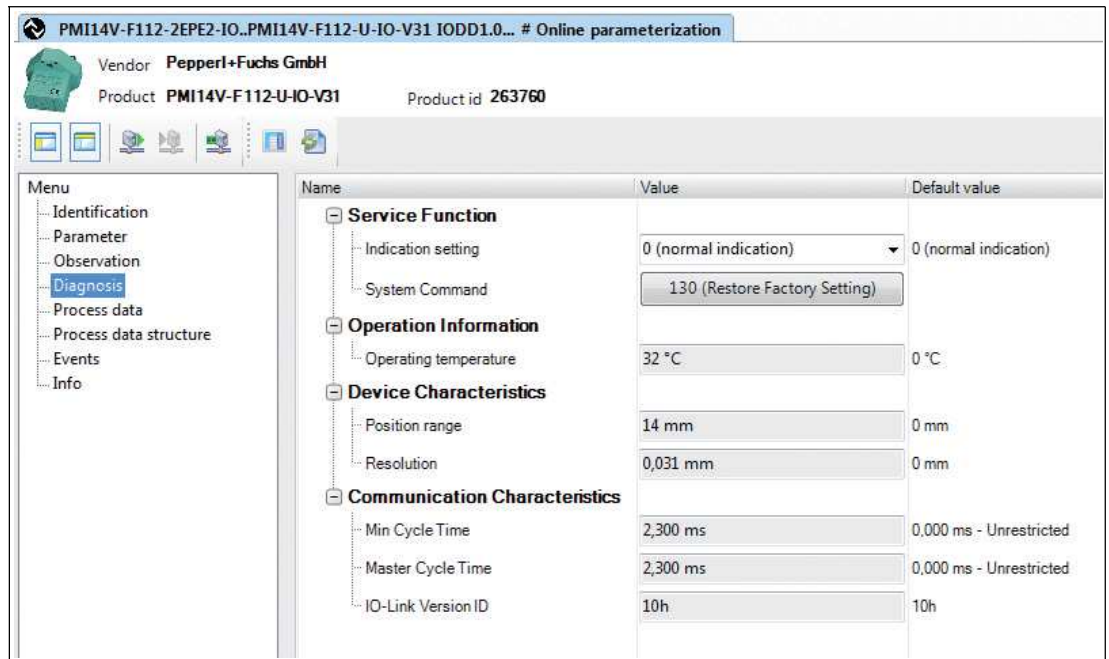 PMI14V-F112-2EPE2-IO..PMI14V-F112-U-IO-V31 IODD1.0... # Online parameterization
Vendor Pepperl+Fuchs GmbH
Product PMI14V-F112-U-IO-V31 Product id 263760
Menu
Identification
Parameter
Observation
Diagnosis
Process data
Process data structure
Events
Info
Name Value Default value
Service Function
Indication setting 0 (normal indication) 0 (normal indication)
System Command 130 (Restore Factory Setting)
Operation Information
Operating temperature 32 °C 0 °C
Device Characteristics
Position range 14 mm 0 mm
Resolution 0,031 mm 0 mm
Communication Characteristics
Min Cycle Time 2,300 ms 0,000 ms - Unrestricted
Master Cycle Time 2,300 ms 0,000 ms - Unrestricted
IO-Link Version ID 10h 10h